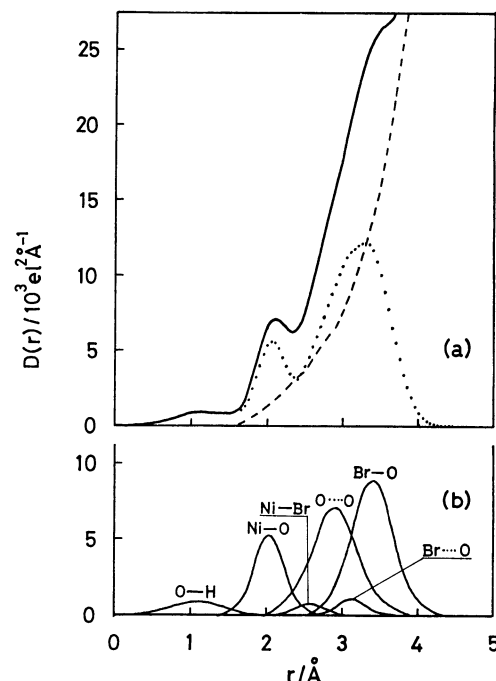 25
20
15
10
5
0
D(r)/10³ el²Å⁻¹
(a)
10
5
0
(b)
Br—O
O····O
Ni—Br
Ni—O
Br····O
O—H
0 1 2 3 4 5
r/Å